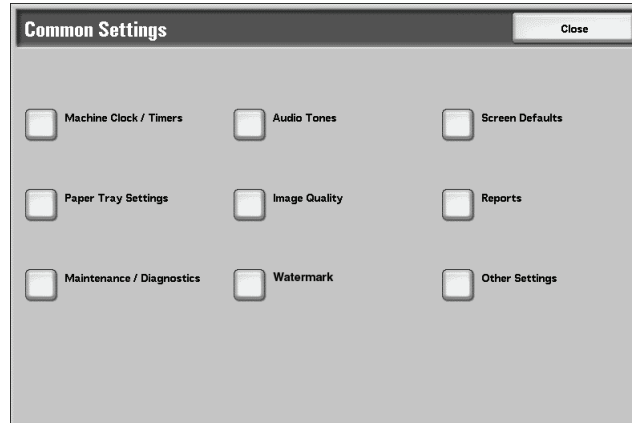 Common Settings
Close
Machine Clock / Timers
Audio Tones
Screen Defaults
Paper Tray Settings
Image Quality
Reports
Maintenance / Diagnostics
Watermark
Other Settings